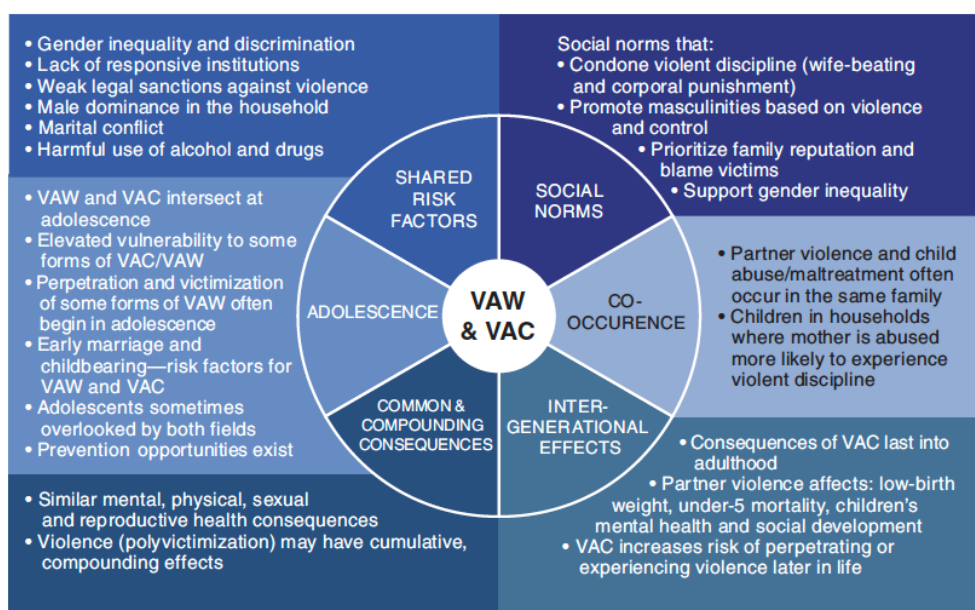 • Gender inequality and discrimination
• Lack of responsive institutions
• Weak legal sanctions against violence
• Male dominance in the household
• Marital conflict
• Harmful use of alcohol and drugs
Social norms that:
• Condone violent discipline (wife-beating
and corporal punishment)
• Promote masculinities based on violence
and control
• Prioritize family reputation and
blame victims
• Support gender inequality
SHARED
RISK
FACTORS
SOCIAL
NORMS
• VAW and VAC intersect at
adolescence
• Elevated vulnerability to some
forms of VAC/VAW
• Perpetration and victimization
of some forms of VAW often
begin in adolescence
• Early marriage and
childbearing—risk factors for
VAW and VAC
• Adolescents sometimes
overlooked by both fields
• Prevention opportunities exist
ADOLESCENCE
VAW
& VAC
CO-
OCCURENCE
• Partner violence and child
abuse/maltreatment often
occur in the same family
• Children in households
where mother is abused
more likely to experience
violent discipline
COMMON &
COMPOUNDING
CONSEQUENCES
INTER-
GENERATIONAL
EFFECTS
• Similar mental, physical, sexual
and reproductive health consequences
• Violence (polyvictimization) may have cumulative,
compounding effects
• Consequences of VAC last into
adulthood
• Partner violence affects: low-birth
weight, under-5 mortality, children's
mental health and social development
• VAC increases risk of perpetrating or
experiencing violence later in life